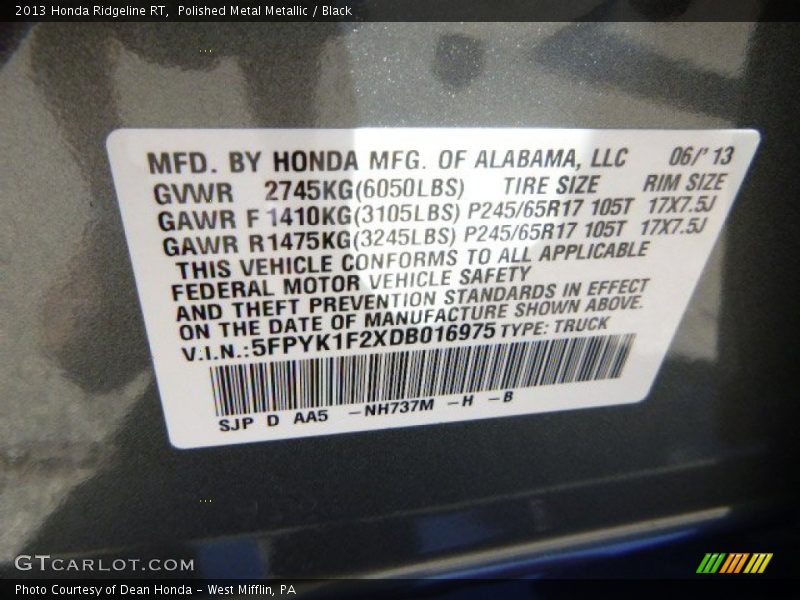 2013 Honda Ridgeline RT,  Polished Metal Metallic / Black
MFD. BY HONDA MFG. OF ALABAMA, LLC 06/'13
GVWR 2745KG(6050LBS) TIRE SIZE RIM SIZE
GAWR F 1410KG(3105LBS) P245/65R17 105T 17X7.5J
GAWR R1475KG(3245LBS) P245/65R17 105T 17X7.5J
THIS VEHICLE CONFORMS TO ALL APPLICABLE
FEDERAL MOTOR VEHICLE SAFETY
AND THEFT PREVENTION STANDARDS IN EFFECT
ON THE DATE OF MANUFACTURE SHOWN ABOVE.
V.I.N.:5FPYK1F2XDB016975 TYPE: TRUCK
SJP D AA5 -NH737M -H -B
GTCARLOT.COM
Photo Courtesy of Dean Honda - West Mifflin, PA